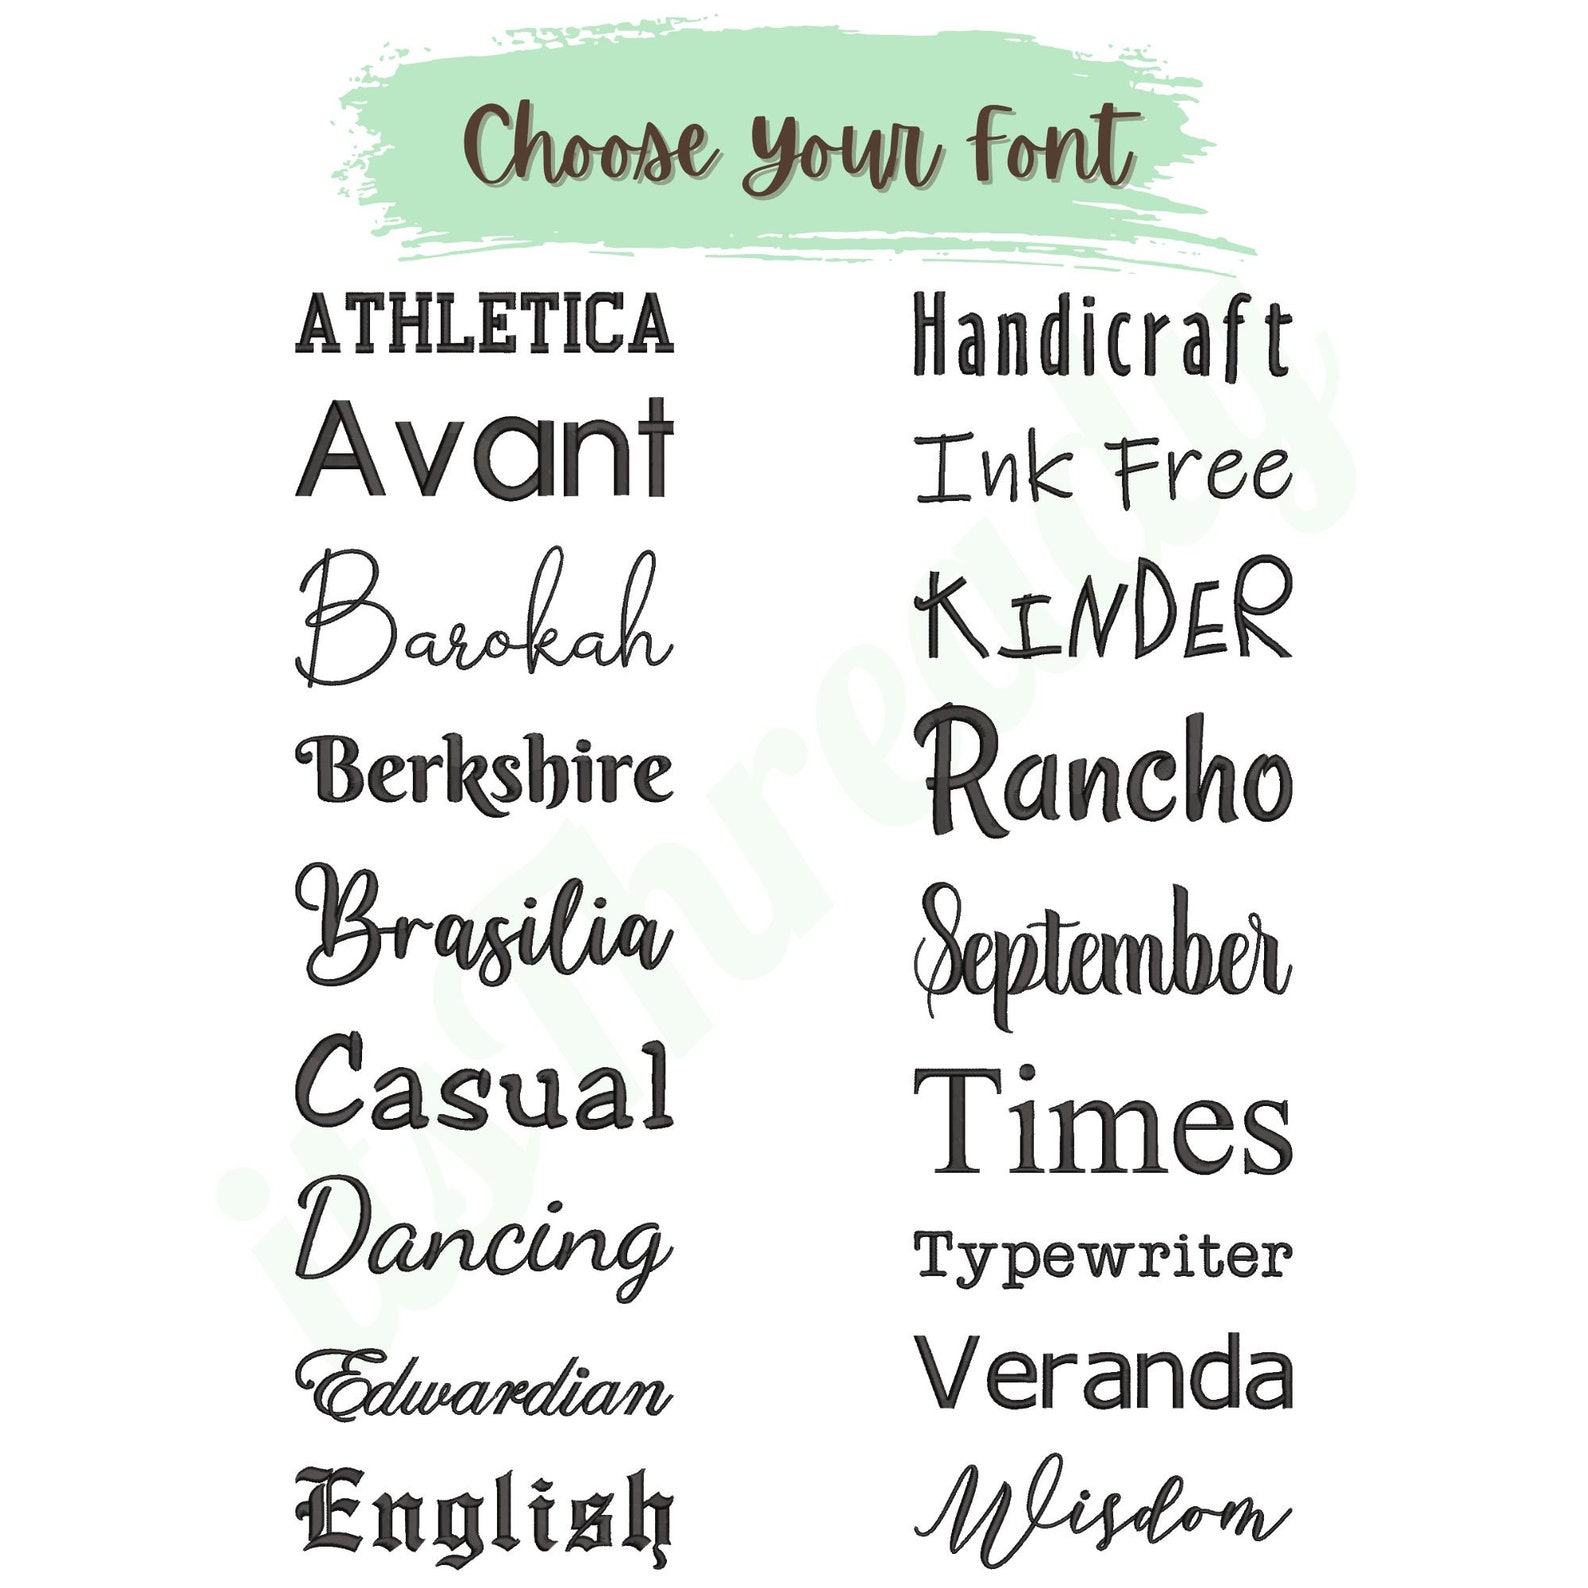 Choose your font
ATHLETICA
Avant
Barokah
Berkshire
Brasilia
Casual
Dancing
Edwardian
English
Handicraft
Ink Free
KINDER
Rancho
September
Times
Typewriter
Veranda
Wisdom
itsThreadly